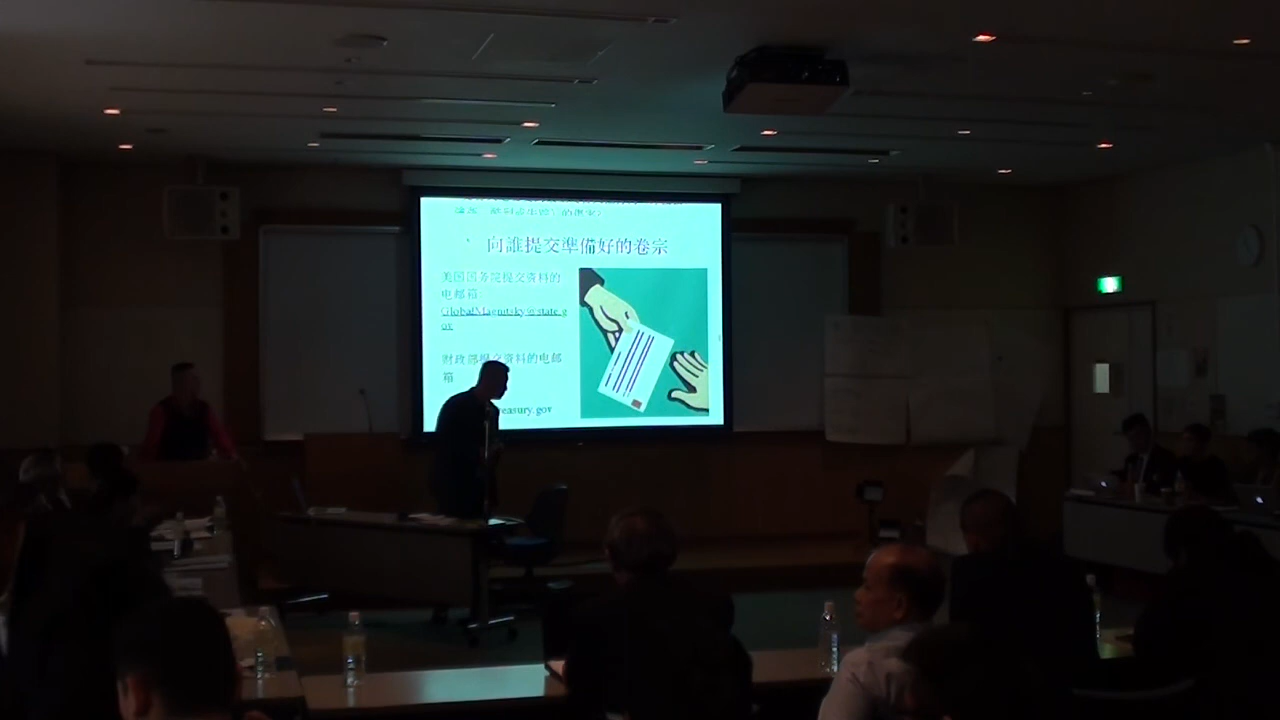 向誰提交準備好的卷宗
美国国务院提交资料的
电邮箱:
GlobalMagnitsky@state.g
ov
财政部提交资料的电邮
箱
easury.gov